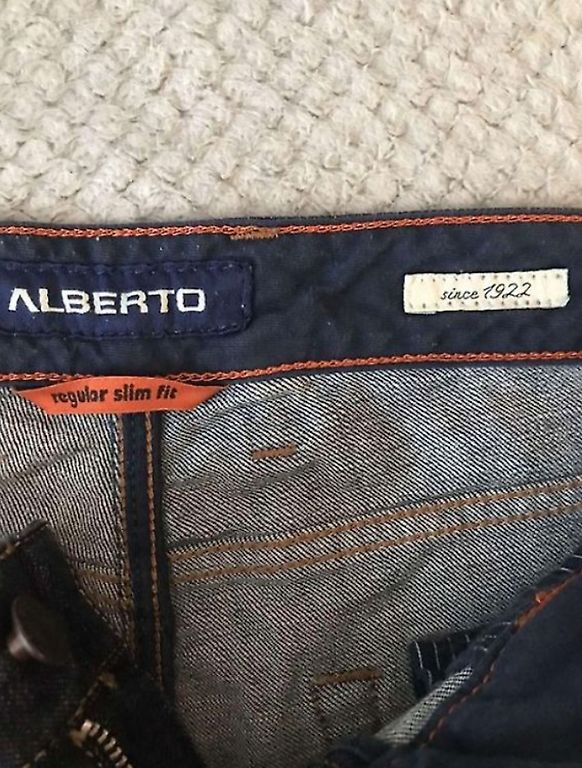 ALBERTO
since 1922
regular slim fit